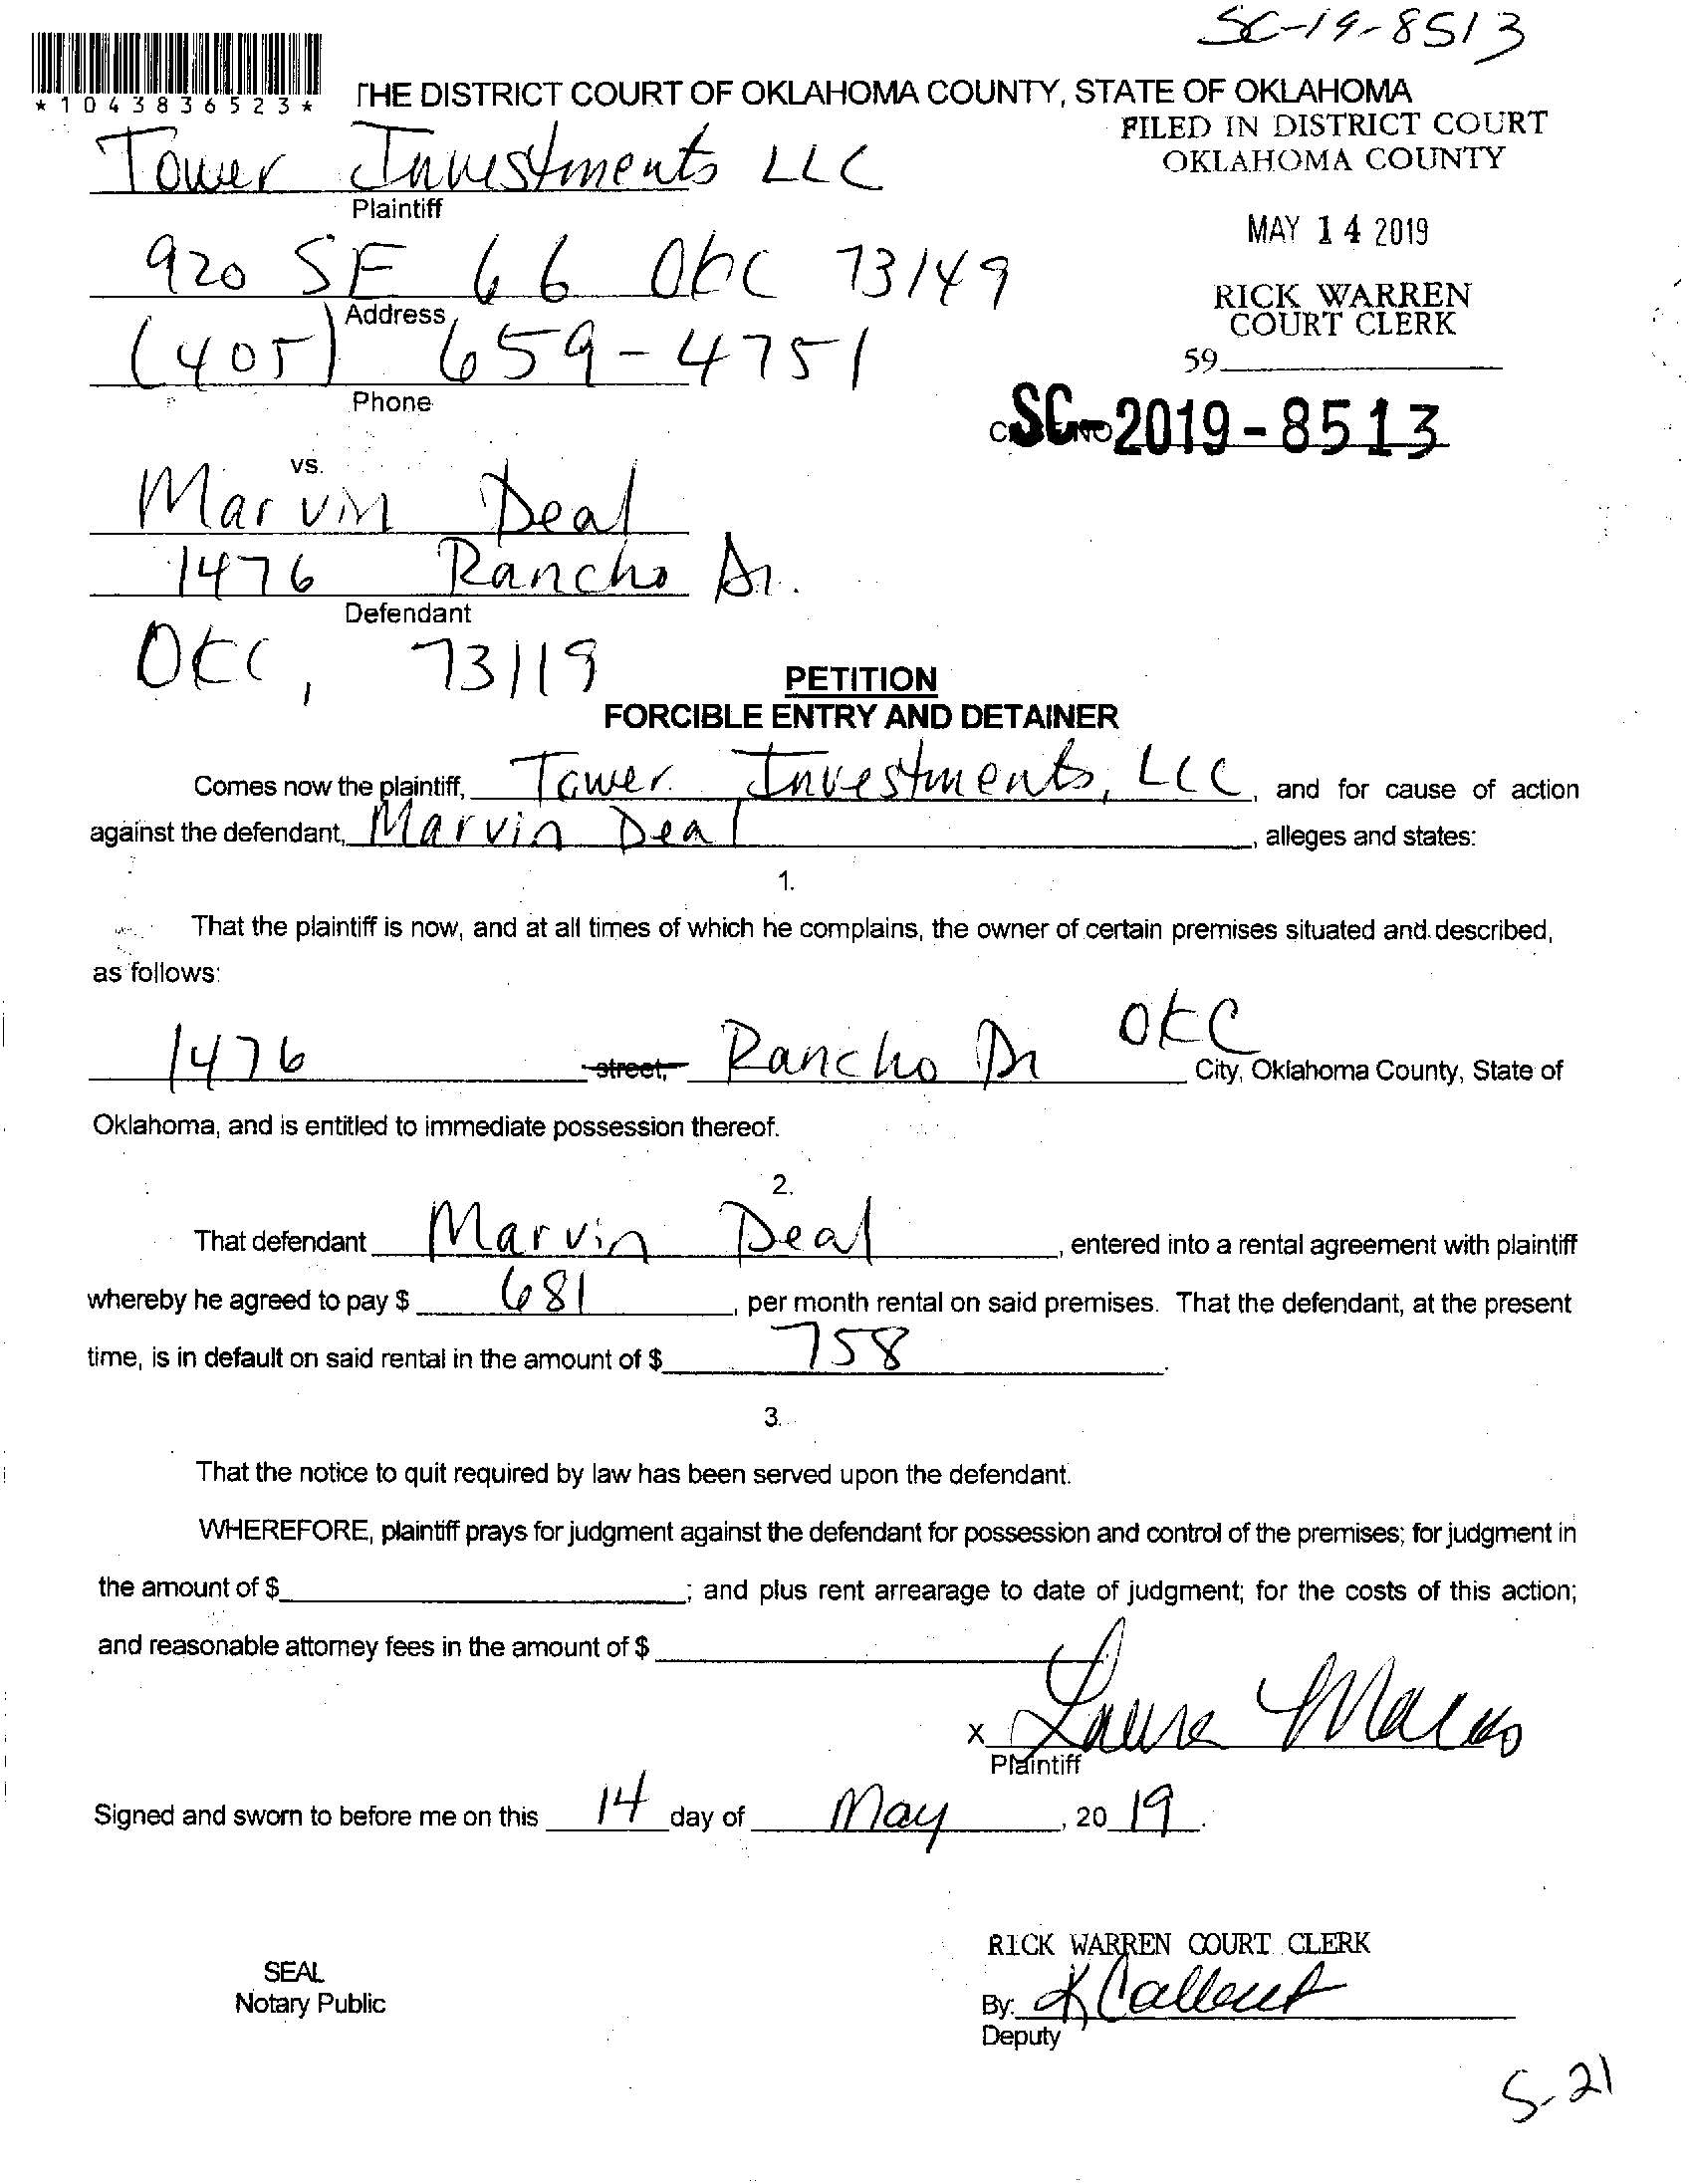 SC-19-8513
*1043836523*
THE DISTRICT COURT OF OKLAHOMA COUNTY, STATE OF OKLAHOMA
FILED IN DISTRICT COURT
OKLAHOMA COUNTY
Tower Investments LLC
Plaintiff
MAY 14 2019
920 SE 66 OKC 73149
Address
RICK WARREN
COURT CLERK
(405) 659-4751
59
Phone
SC-2019-8513
vs.
Marvin Deal
1476 Rancho Dr.
Defendant
OKC, 73119
PETITION
FORCIBLE ENTRY AND DETAINER
Comes now the plaintiff, Tower Investments, LLC, and for cause of action
against the defendant, Marvin Deal, alleges and states:
1.
That the plaintiff is now, and at all times of which he complains, the owner of certain premises situated and described,
as follows:
1476 street, Rancho Dr OKC City, Oklahoma County, State of
Oklahoma, and is entitled to immediate possession thereof.
2.
That defendant Marvin Deal, entered into a rental agreement with plaintiff
whereby he agreed to pay $ 681, per month rental on said premises. That the defendant, at the present
time, is in default on said rental in the amount of $ 758.
3.
That the notice to quit required by law has been served upon the defendant.
WHEREFORE, plaintiff prays for judgment against the defendant for possession and control of the premises; for judgment in
the amount of $ ; and plus rent arrearage to date of judgment; for the costs of this action;
and reasonable attorney fees in the amount of $
x Laura
Plaintiff
Signed and sworn to before me on this 14 day of May, 20 19.
RICK WARREN COURT CLERK
SEAL
Notary Public
By: K
Deputy
5-21